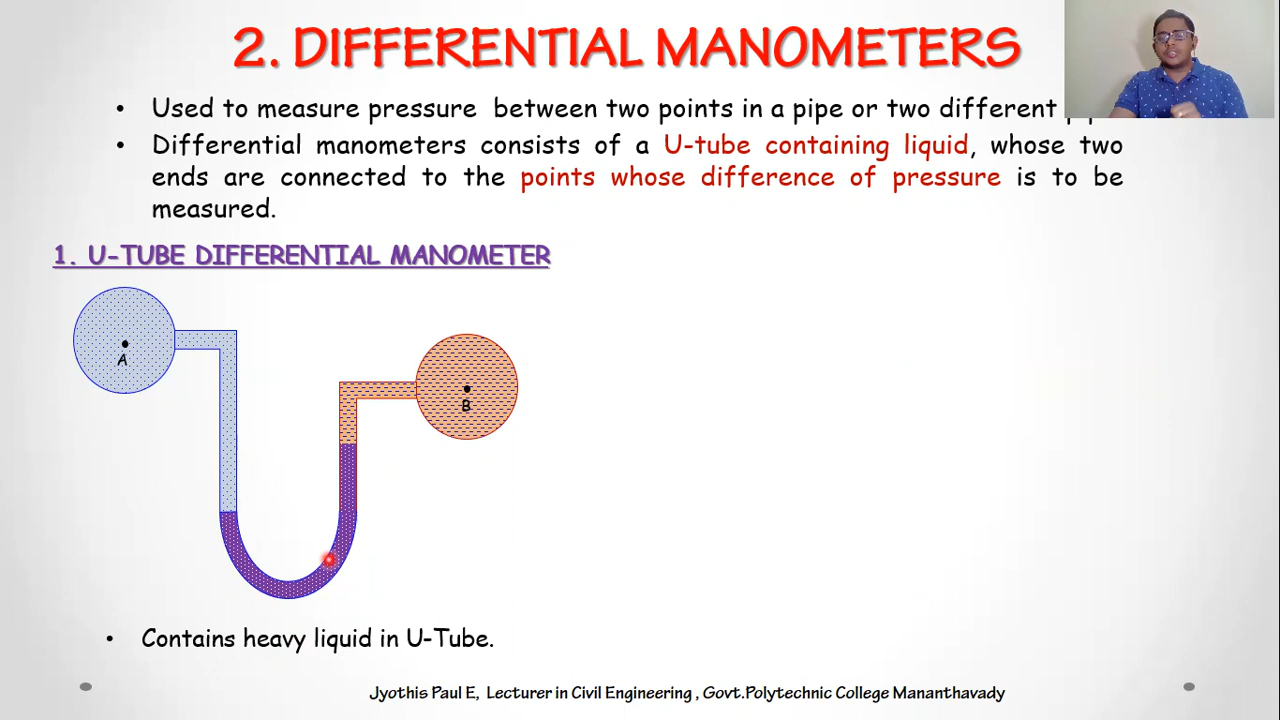 2. DIFFERENTIAL MANOMETERS
• Used to measure pressure between two points in a pipe or two different
• Differential manometers consists of a U-tube containing liquid, whose two
ends are connected to the points whose difference of pressure is to be
measured.
1. U-TUBE DIFFERENTIAL MANOMETER
A
B
• Contains heavy liquid in U-Tube.
Jyothis Paul E, Lecturer in Civil Engineering , Govt.Polytechnic College Mananthavady